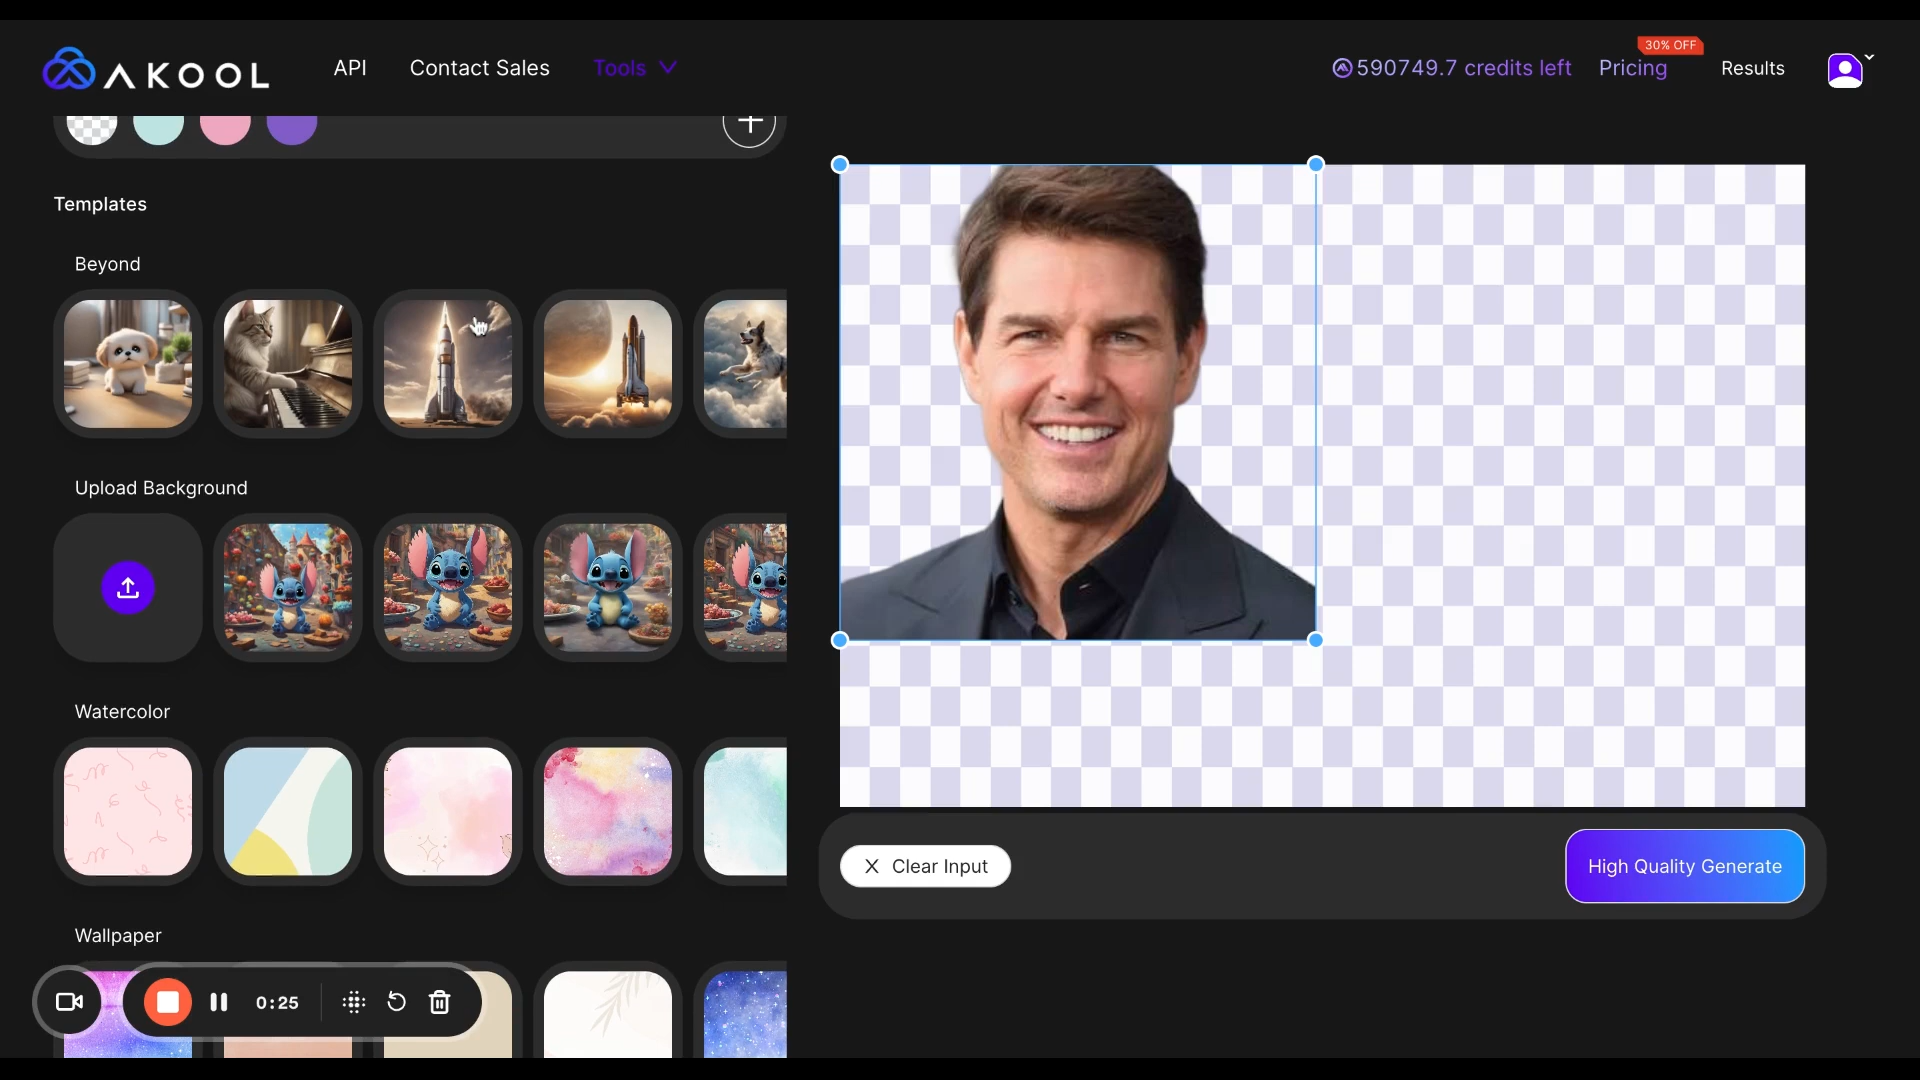 AKOOL
API
Contact Sales
Tools
590749.7 credits left
Pricing
30% OFF
Results
Templates
Beyond
Upload Background
Watercolor
Wallpaper
X Clear Input
High Quality Generate
0:25